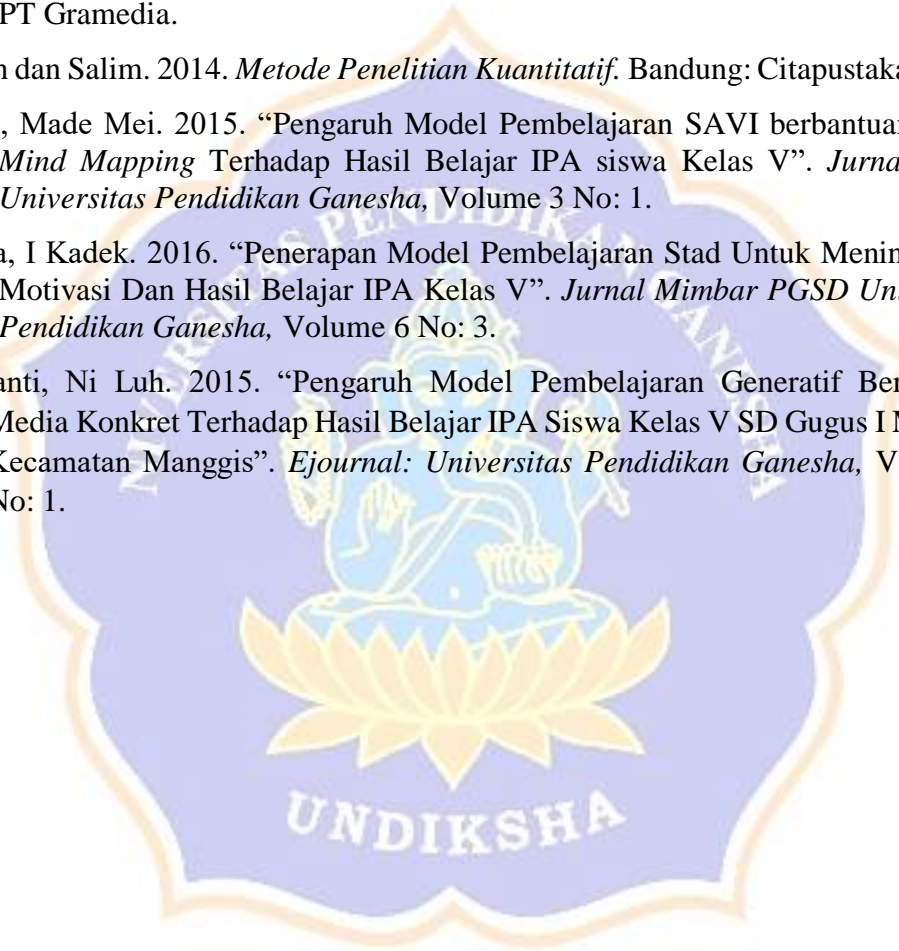 PT Gramedia.
dan Salim. 2014. Metode Penelitian Kuantitatif. Bandung: Citapustaka
, Made Mei. 2015. “Pengaruh Model Pembelajaran SAVI berbantuan
Mind Mapping Terhadap Hasil Belajar IPA siswa Kelas V”. Jurnal
Universitas Pendidikan Ganesha, Volume 3 No: 1.
a, I Kadek. 2016. “Penerapan Model Pembelajaran Stad Untuk Menin
Motivasi Dan Hasil Belajar IPA Kelas V”. Jurnal Mimbar PGSD Un
Pendidikan Ganesha, Volume 6 No: 3.
anti, Ni Luh. 2015. “Pengaruh Model Pembelajaran Generatif Ber
Media Konkret Terhadap Hasil Belajar IPA Siswa Kelas V SD Gugus I
Kecamatan Manggis”. Ejournal: Universitas Pendidikan Ganesha, V
No: 1.
UNIVERSITAS PENDIDIKAN GANESHA
UNDIKSHA